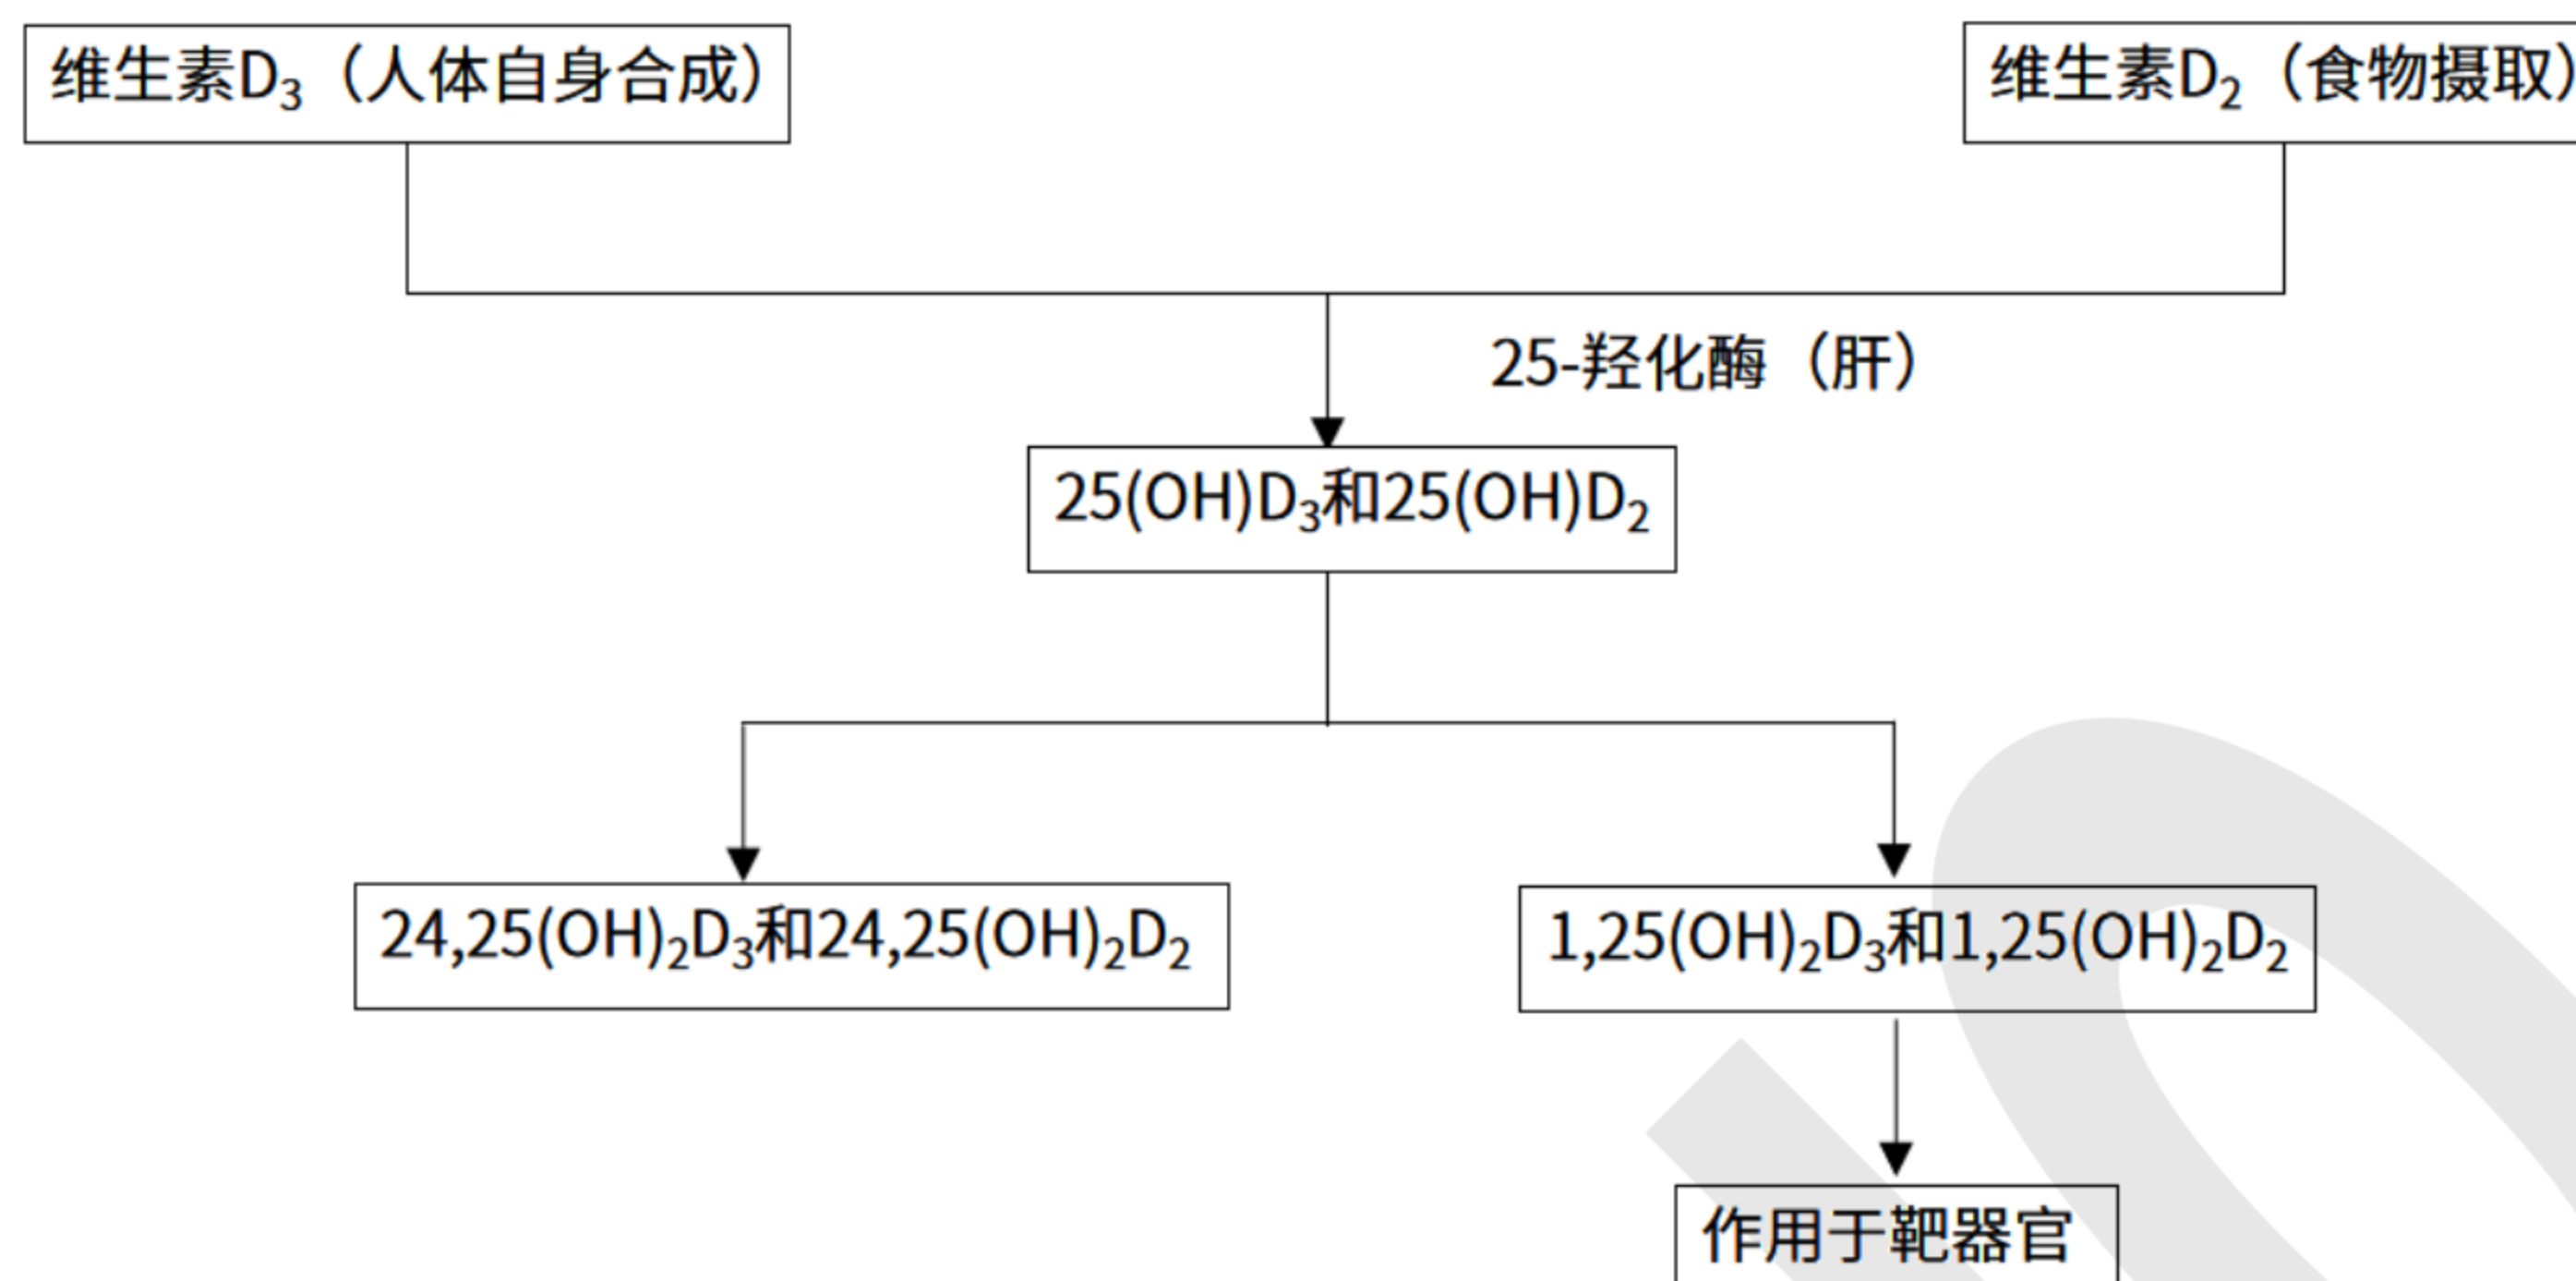 维生素D₃（人体自身合成）
维生素D₂（食物摄取）
25-羟化酶（肝）
25(OH)D₃和25(OH)D₂
24,25(OH)₂D₃和24,25(OH)₂D₂
1,25(OH)₂D₃和1,25(OH)₂D₂
作用于靶器官